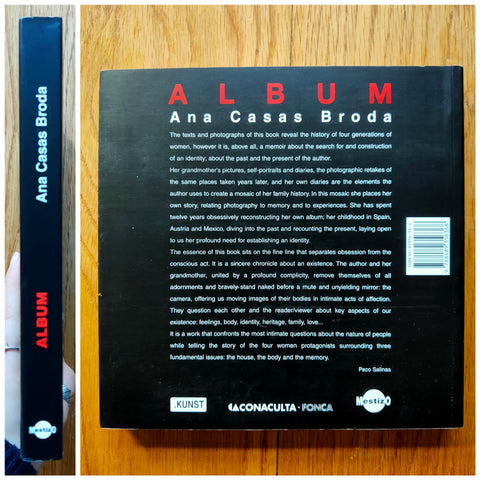 Ana Casas Broda
ALBUM
MestizO
ALBUM
Ana Casas Broda
The texts and photographs of this book reveal the history of four generations of
women, however it is, above all, a memoir about the search for and construction
of an identity; about the past and the present of the author.
Her grandmother's pictures, self-portraits and diaries, the photographic retakes of
the same places taken years later, and her own diaries are the elements the
author uses to create a mosaic of her family history. In this mosaic she places her
own story, relating photography to memory and to experiences. She has spent
twelve years obsessively reconstructing her own album; her childhood in Spain,
Austria and Mexico, diving into the past and recounting the present, laying open
to us her profound need for establishing an identity.
The essence of this book sits on the fine line that separates obsession from the
conscious act. It is a sincere chronicle about an existence. The author and her
grandmother, united by a profound complicity, remove themselves of all
adornments and bravely-stand naked before a mute and unyielding mirror: the
camera, offering us moving images of their bodies in intimate acts of affection.
They question each other and the reader/viewer about key aspects of our
existence: feelings, body, identity, heritage, family, love...
It is a work that confronts the most intimate questions about the nature of people
while telling the story of the four women protagonists surrounding three
fundamental issues: the house, the body and the memory.
Paco Salinas
.KUNST
CONACULTA · FONCA
MestizO